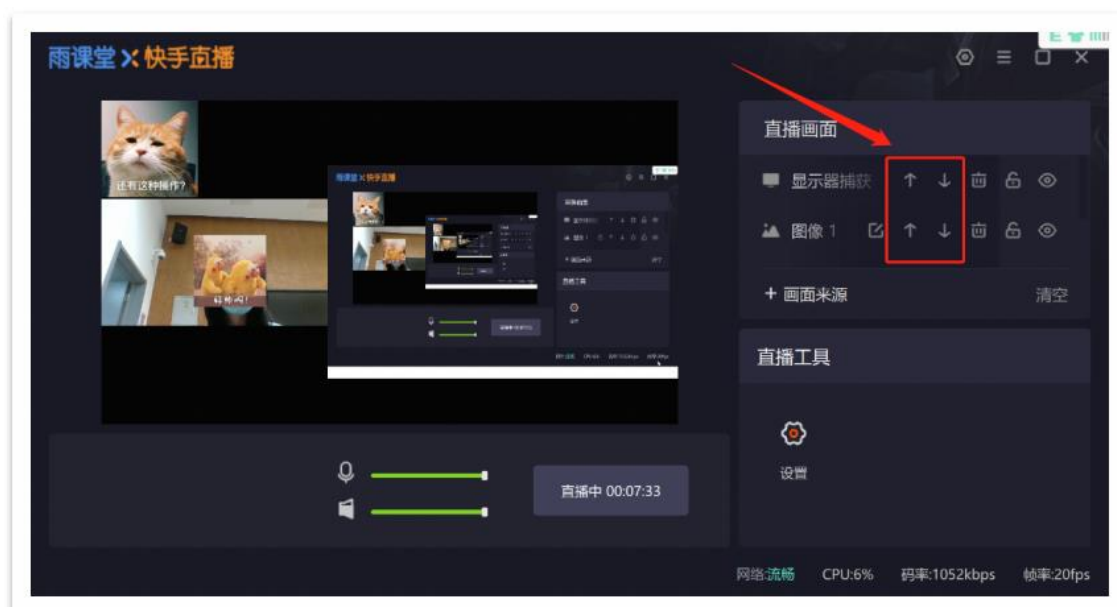 雨课堂 X 快手直播
还有这种操作?
直播画面
显示器捕获
图像 1
+ 画面来源
清空
直播工具
设置
直播中 00:07:33
网络:流畅 CPU:6% 码率:1052kbps 帧率:20fps